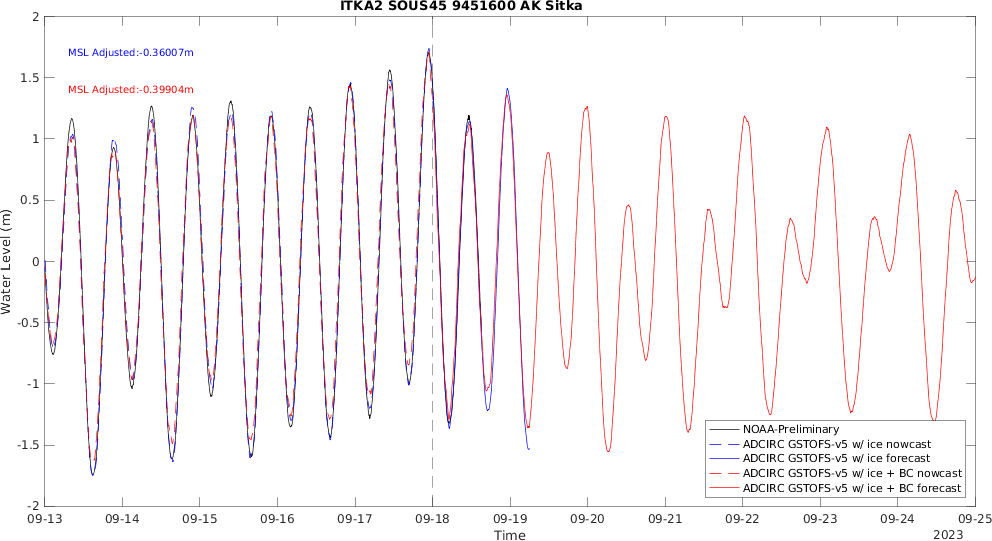 ITKA2 SOUS45 9451600 AK Sitka
2
1.5
1
0.5
0
-0.5
-1
-1.5
-2
Water Level (m)
MSL Adjusted:-0.36007m
MSL Adjusted:-0.39904m
NOAA-Preliminary
ADCIRC GSTOFS-v5 w/ ice nowcast
ADCIRC GSTOFS-v5 w/ ice forecast
ADCIRC GSTOFS-v5 w/ ice + BC nowcast
ADCIRC GSTOFS-v5 w/ ice + BC forecast
09-13 09-14 09-15 09-16 09-17 09-18 09-19 09-20 09-21 09-22 09-23 09-24 09-25
Time
2023